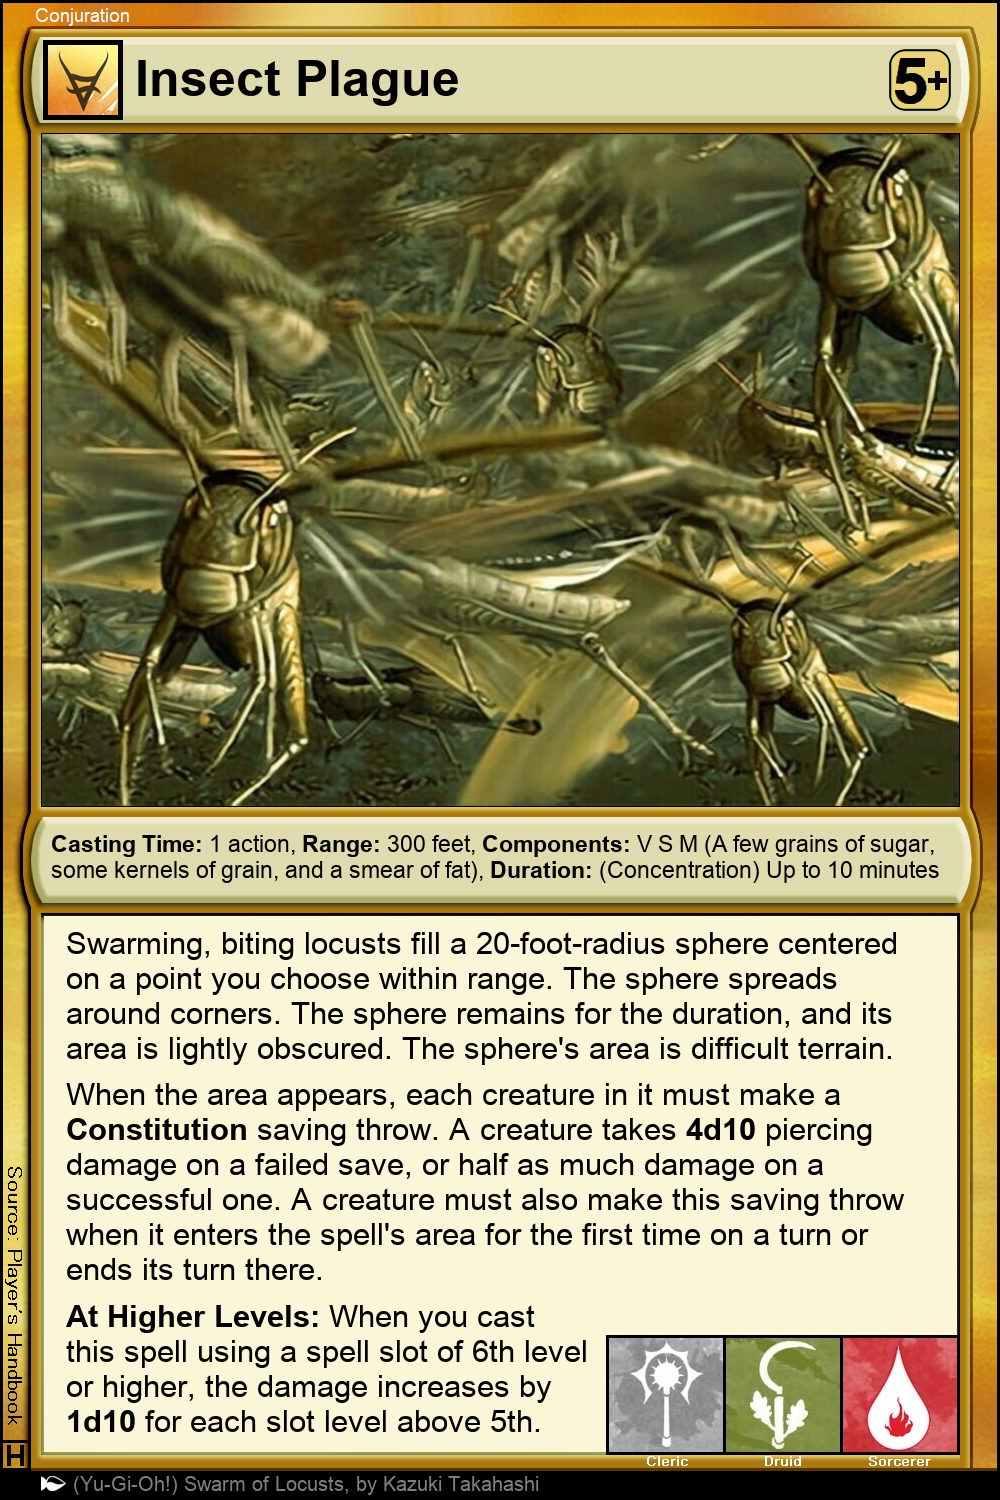 Conjuration
Insect Plague
5+
Casting Time: 1 action, Range: 300 feet, Components: V S M (A few grains of sugar,
some kernels of grain, and a smear of fat), Duration: (Concentration) Up to 10 minutes
Swarming, biting locusts fill a 20-foot-radius sphere centered
on a point you choose within range. The sphere spreads
around corners. The sphere remains for the duration, and its
area is lightly obscured. The sphere's area is difficult terrain.
When the area appears, each creature in it must make a
Constitution saving throw. A creature takes 4d10 piercing
damage on a failed save, or half as much damage on a
successful one. A creature must also make this saving throw
when it enters the spell's area for the first time on a turn or
ends its turn there.
At Higher Levels: When you cast
this spell using a spell slot of 6th level
or higher, the damage increases by
1d10 for each slot level above 5th.
Cleric
Druid
Sorcerer
Source: Player's Handbook
H
(Yu-Gi-Oh!) Swarm of Locusts, by Kazuki Takahashi